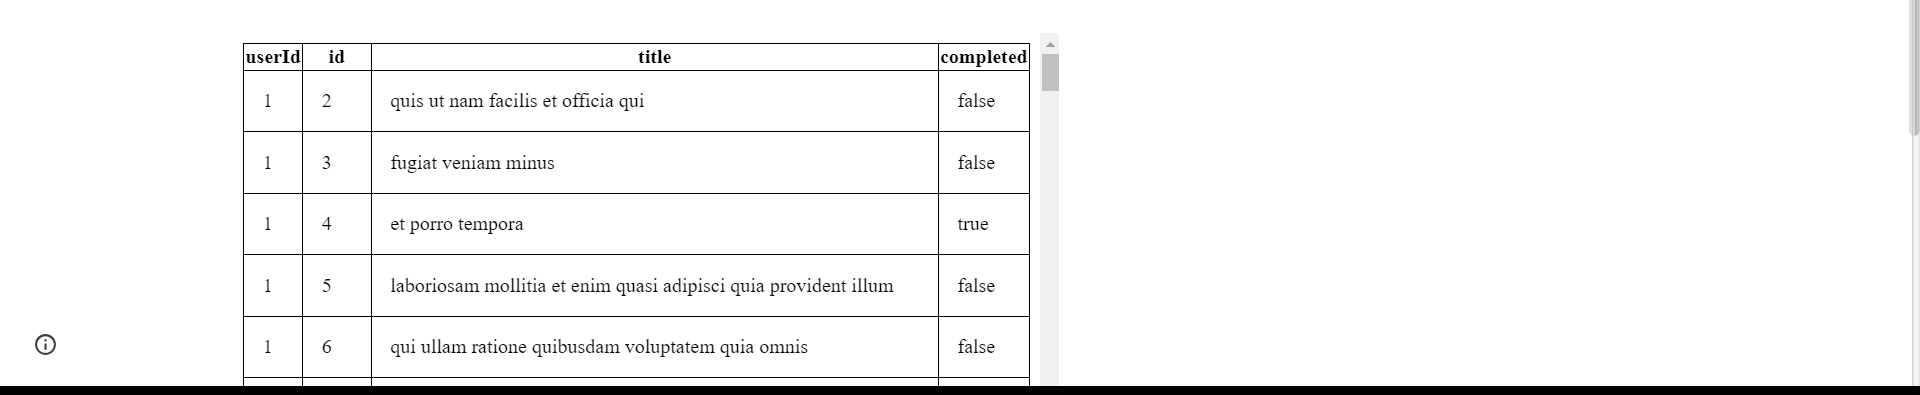 userId id title completed
1 2 quis ut nam facilis et officia qui false
1 3 fugiat veniam minus false
1 4 et porro tempora true
1 5 laboriosam mollitia et enim quasi adipisci quia provident illum false
1 6 qui ullam ratione quibusdam voluptatem quia omnis false